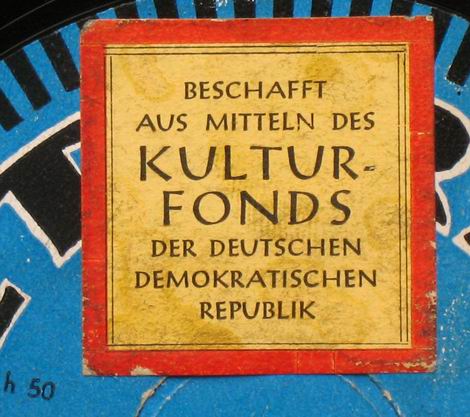 BESCHAFFT
AUS MITTELN DES
KULTUR-
FONDS
DER DEUTSCHEN
DEMOKRATISCHEN
REPUBLIK
h 50